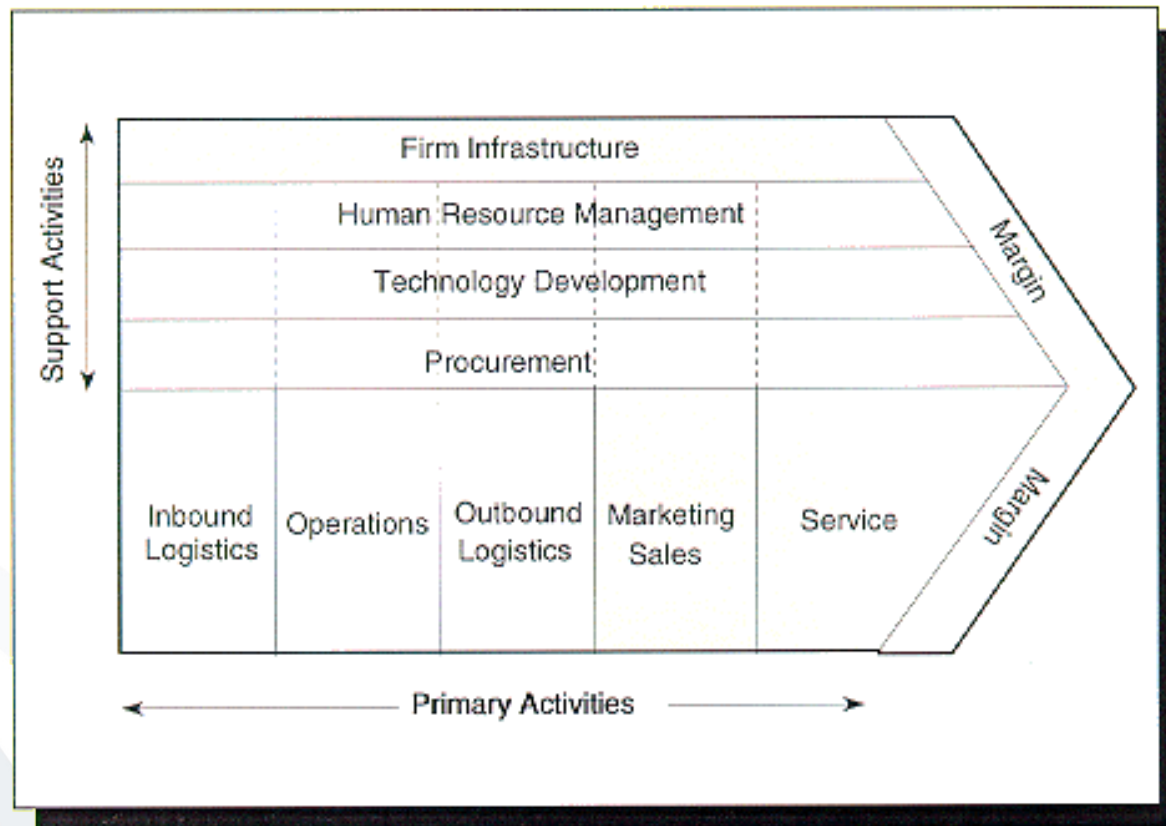 Support Activities
Firm Infrastructure
Human Resource Management
Technology Development
Procurement
Margin
Inbound
Logistics
Operations
Outbound
Logistics
Marketing
Sales
Service
Margin
Primary Activities